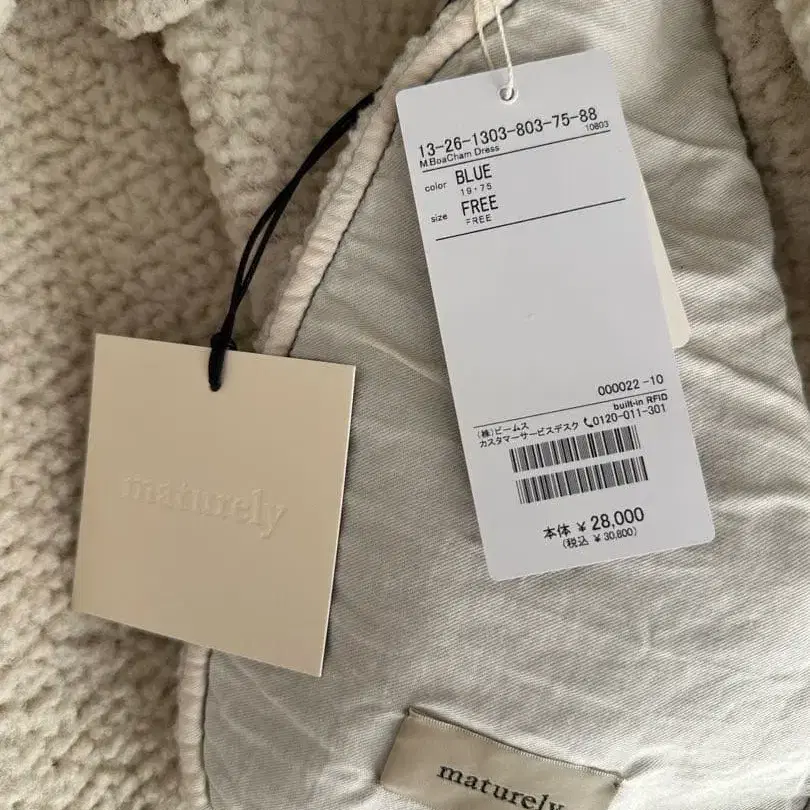 13-26-1303-803-75-88
M.BoaCham Dress 10803
color BLUE
19・75
size FREE
FREE
000022-10
built-in RFID
(株)ビームス
カスタマーサービスデスク 0120-011-301
本体 ¥ 28,000
(税込 ¥ 30,800)
maturely
maturely